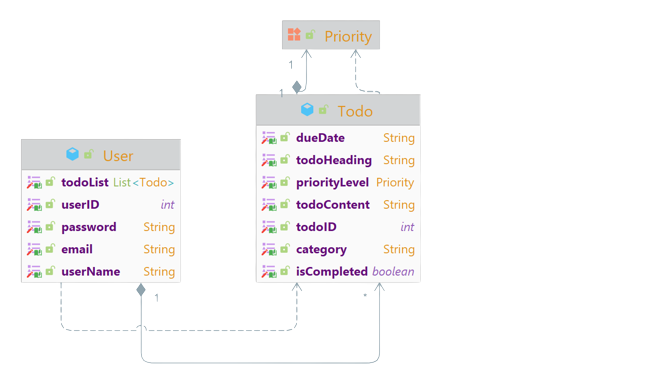 Priority
1
1
Todo
dueDate String
todoHeading String
priorityLevel Priority
todoContent String
todoID int
category String
isCompleted boolean
User
todoList List<Todo>
userID int
password String
email String
userName String
1
*